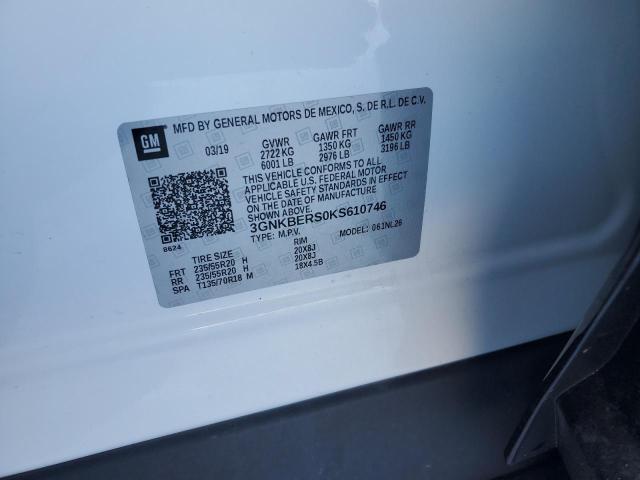 GM
MFD BY GENERAL MOTORS DE MEXICO, S. DE R.L. DE C.V.
03/19 GVWR GAWR FRT GAWR RR
2722 KG 1350 KG 1450 KG
6001 LB 2976 LB 3196 LB
THIS VEHICLE CONFORMS TO ALL
APPLICABLE U.S. FEDERAL MOTOR
VEHICLE SAFETY STANDARDS IN EFFECT
ON THE DATE OF MANUFACTURE
SHOWN ABOVE.
3GNKBERS0KS610746
TYPE: M.P.V. MODEL: 061NL26
8624
TIRE SIZE RIM
FRT 235/55R20 H 20X8J
RR 235/55R20 H 20X8J
SPA T135/70R18 M 18X4.5B